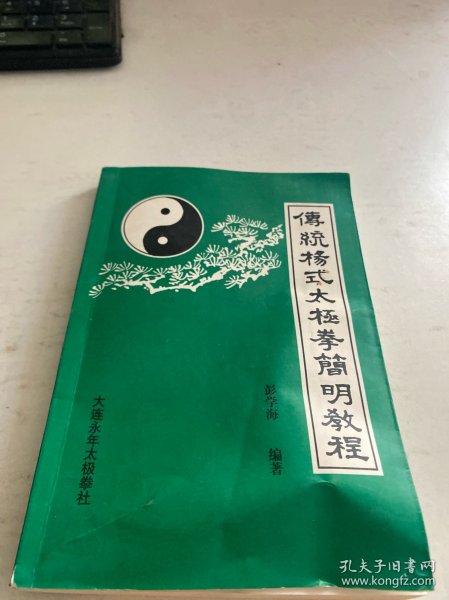 傳統楊式太極拳簡明教程
彭学海 编著
大连永年太极拳社
孔夫子旧书网
www.kongfz.com